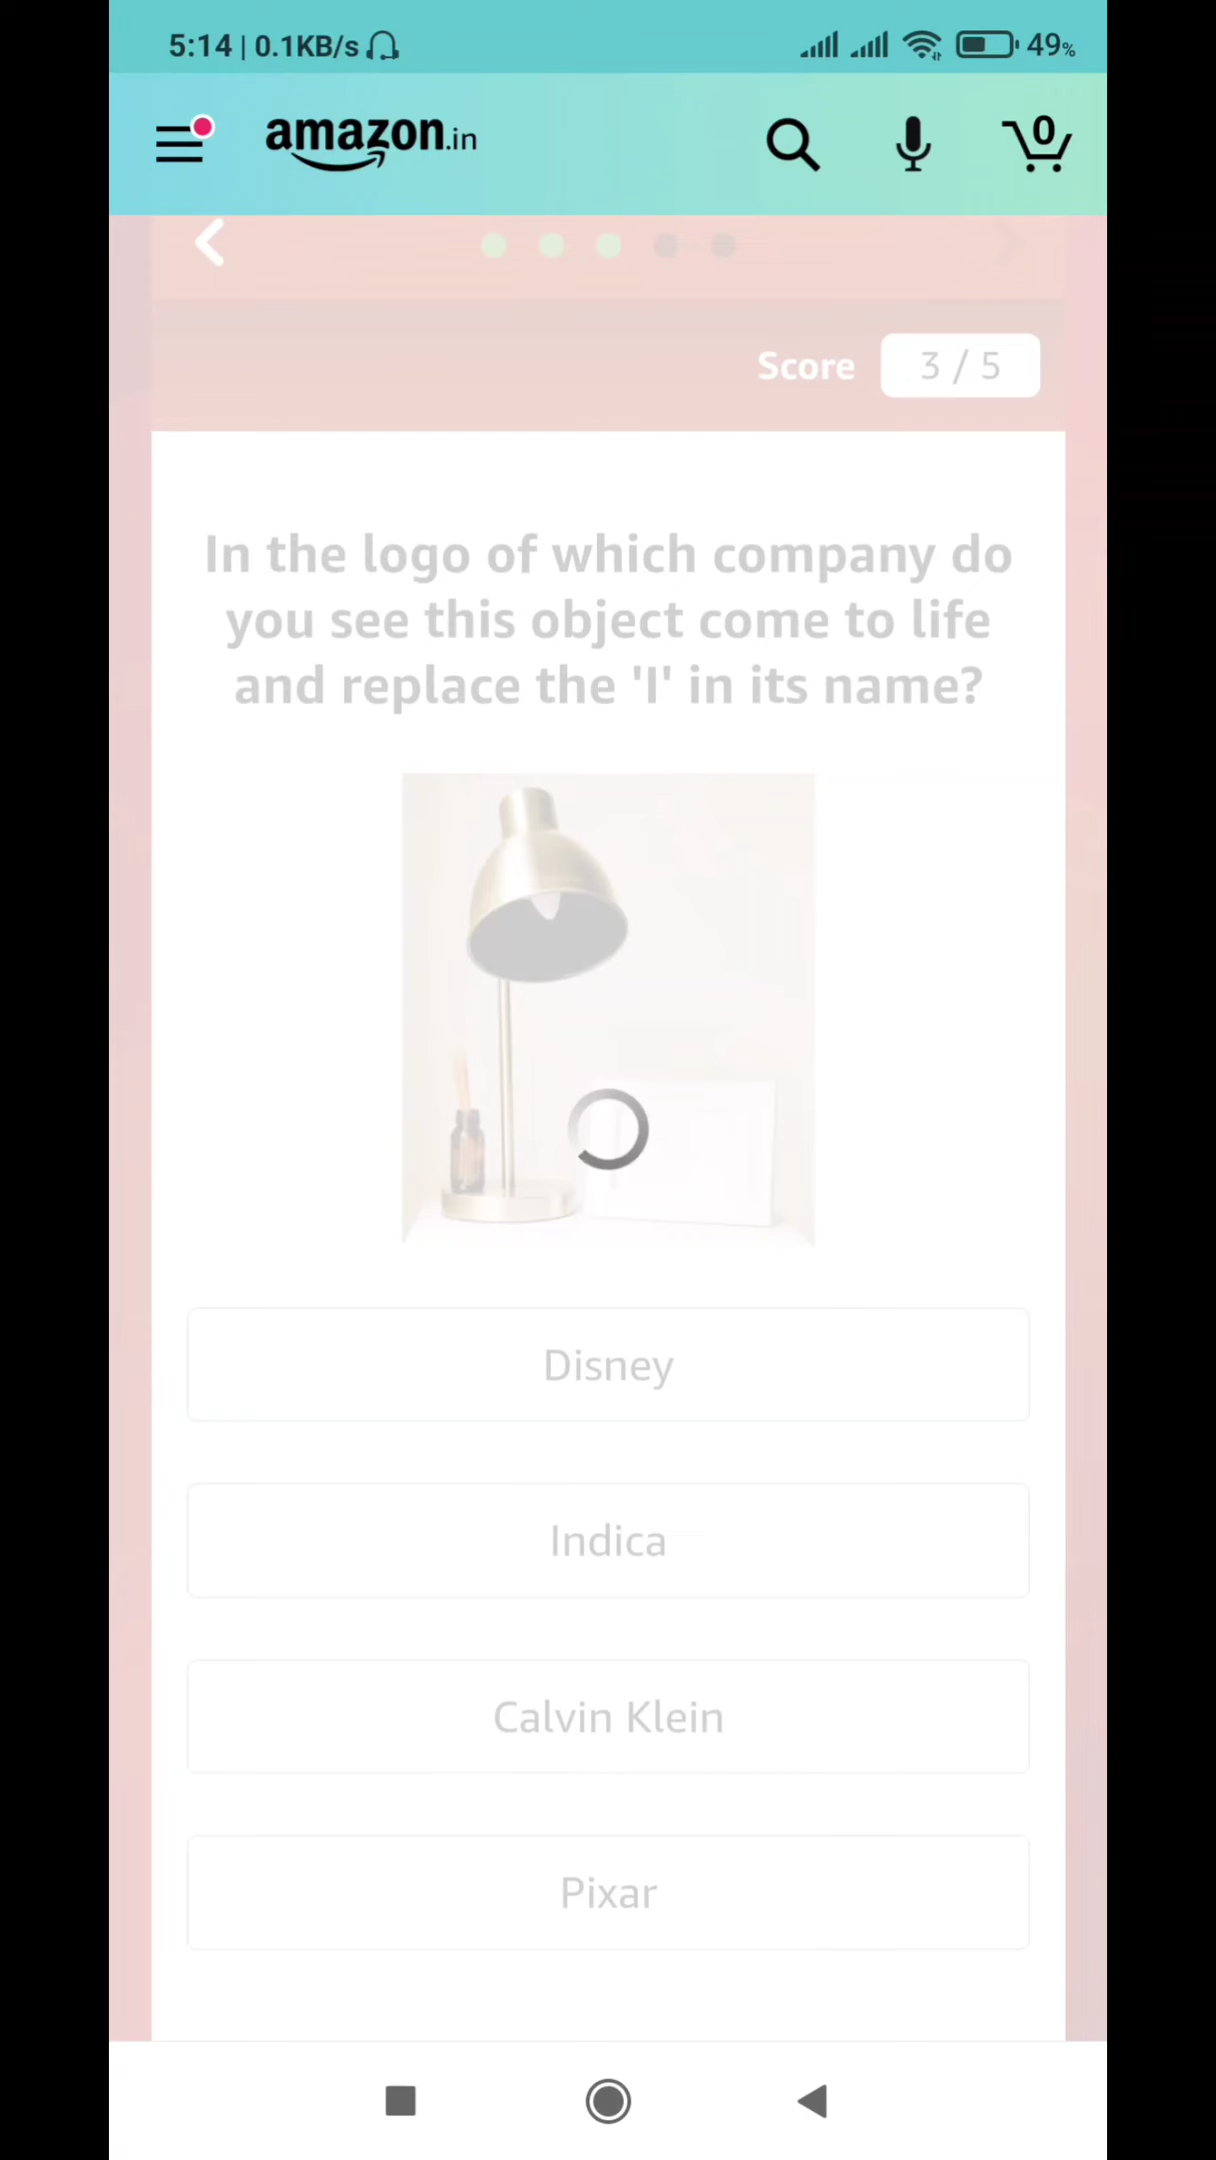 5:14 | 0.1KB/s 49%
amazon.in 0
Score 3 / 5
In the logo of which company do
you see this object come to life
and replace the 'I' in its name?
Disney
Indica
Calvin Klein
Pixar